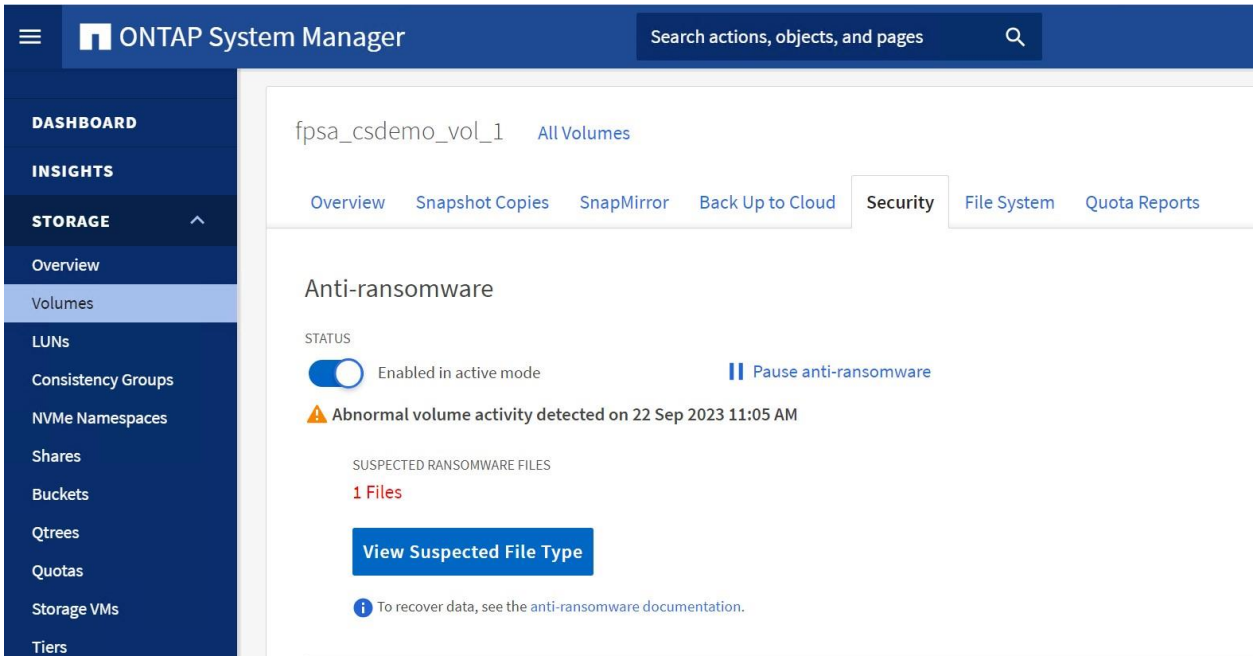 ONTAP System Manager
Search actions, objects, and pages
DASHBOARD
INSIGHTS
STORAGE
Overview
Volumes
LUNs
Consistency Groups
NVMe Namespaces
Shares
Buckets
Qtrees
Quotas
Storage VMs
Tiers
fpsa_csdemo_vol_1 All Volumes
Overview Snapshot Copies SnapMirror Back Up to Cloud Security File System Quota Reports
Anti-ransomware
STATUS
Enabled in active mode Pause anti-ransomware
Abnormal volume activity detected on 22 Sep 2023 11:05 AM
SUSPECTED RANSOMWARE FILES
1 Files
View Suspected File Type
To recover data, see the anti-ransomware documentation.